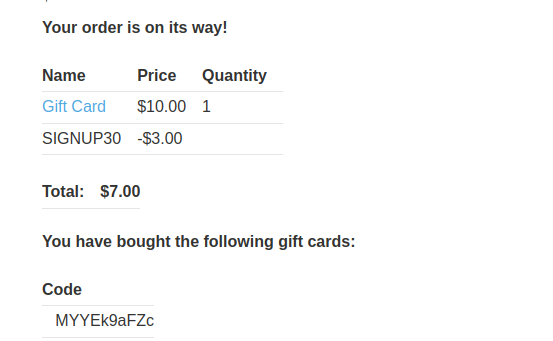 Your order is on its way!
Name Price Quantity
Gift Card $10.00 1
SIGNUP30 -$3.00
Total: $7.00
You have bought the following gift cards:
Code
MYYEk9aFZc